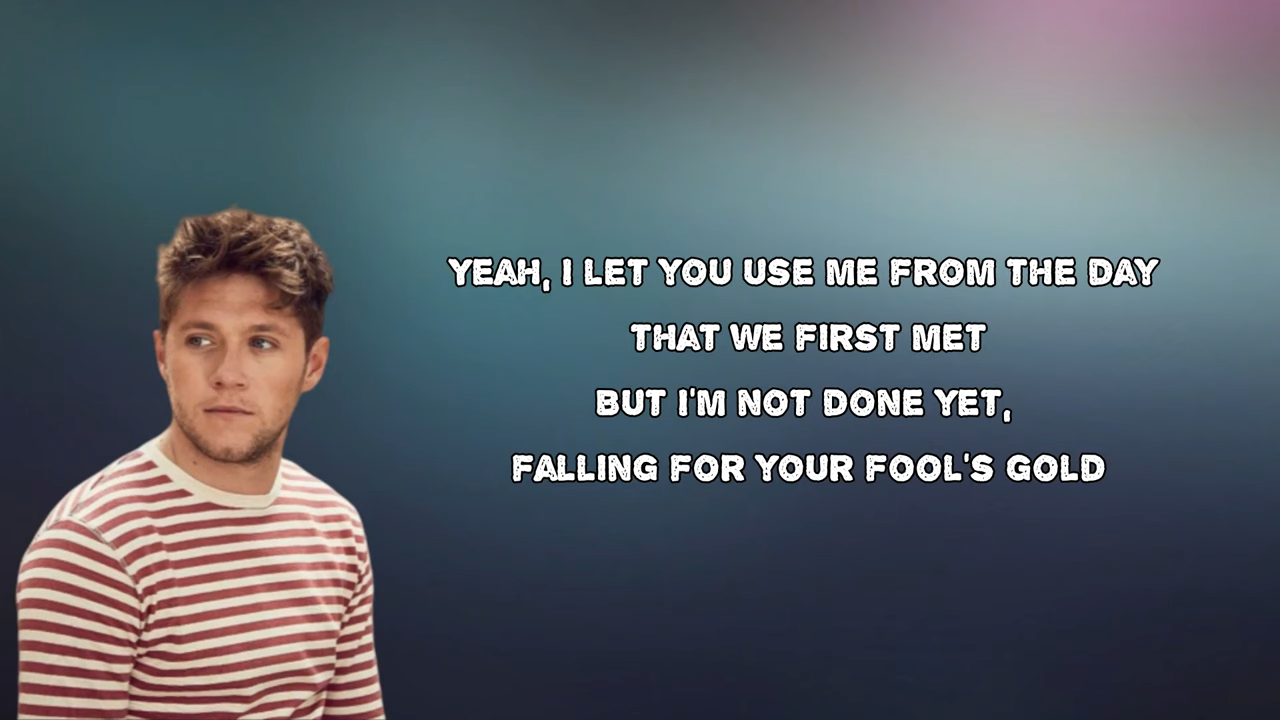 YEAH, I LET YOU USE ME FROM THE DAY
THAT WE FIRST MET
BUT I'M NOT DONE YET,
FALLING FOR YOUR FOOL'S GOLD